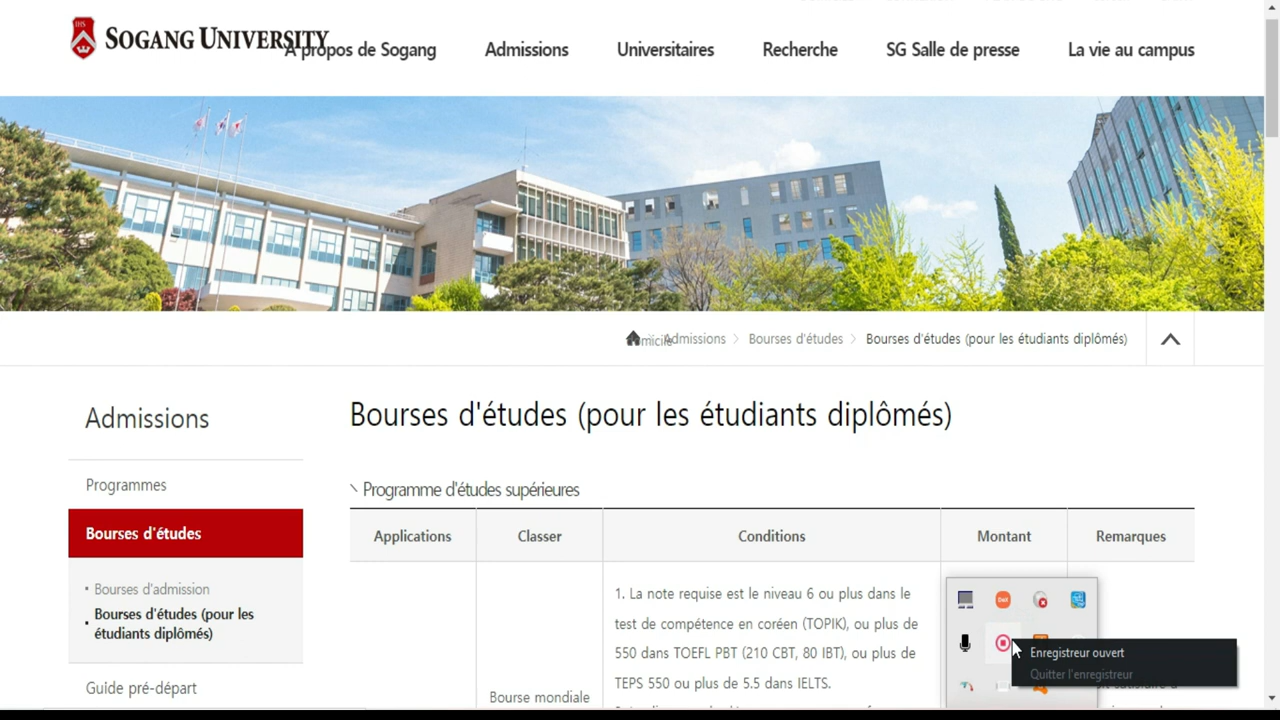 IHS
SOGANG UNIVERSITY
À propos de Sogang
Admissions
Universitaires
Recherche
SG Salle de presse
La vie au campus
Admissions
Bourses d'études
Bourses d'études (pour les étudiants diplômés)
Admissions
Bourses d'études (pour les étudiants diplômés)
Programmes
Bourses d'études
Bourses d'admission
Bourses d'études (pour les
étudiants diplômés)
Guide pré-départ
Programme d'études supérieures
Applications Classer Conditions Montant Remarques
1. La note requise est le niveau 6 ou plus dans le
test de compétence en coréen (TOPIK), ou plus de
550 dans TOEFL PBT (210 CBT, 80 IBT), ou plus de
TEPS 550 ou plus de 5.5 dans IELTS.
Bourse mondiale
Dell
Enregistreur ouvert
Quitter l'enregistreur